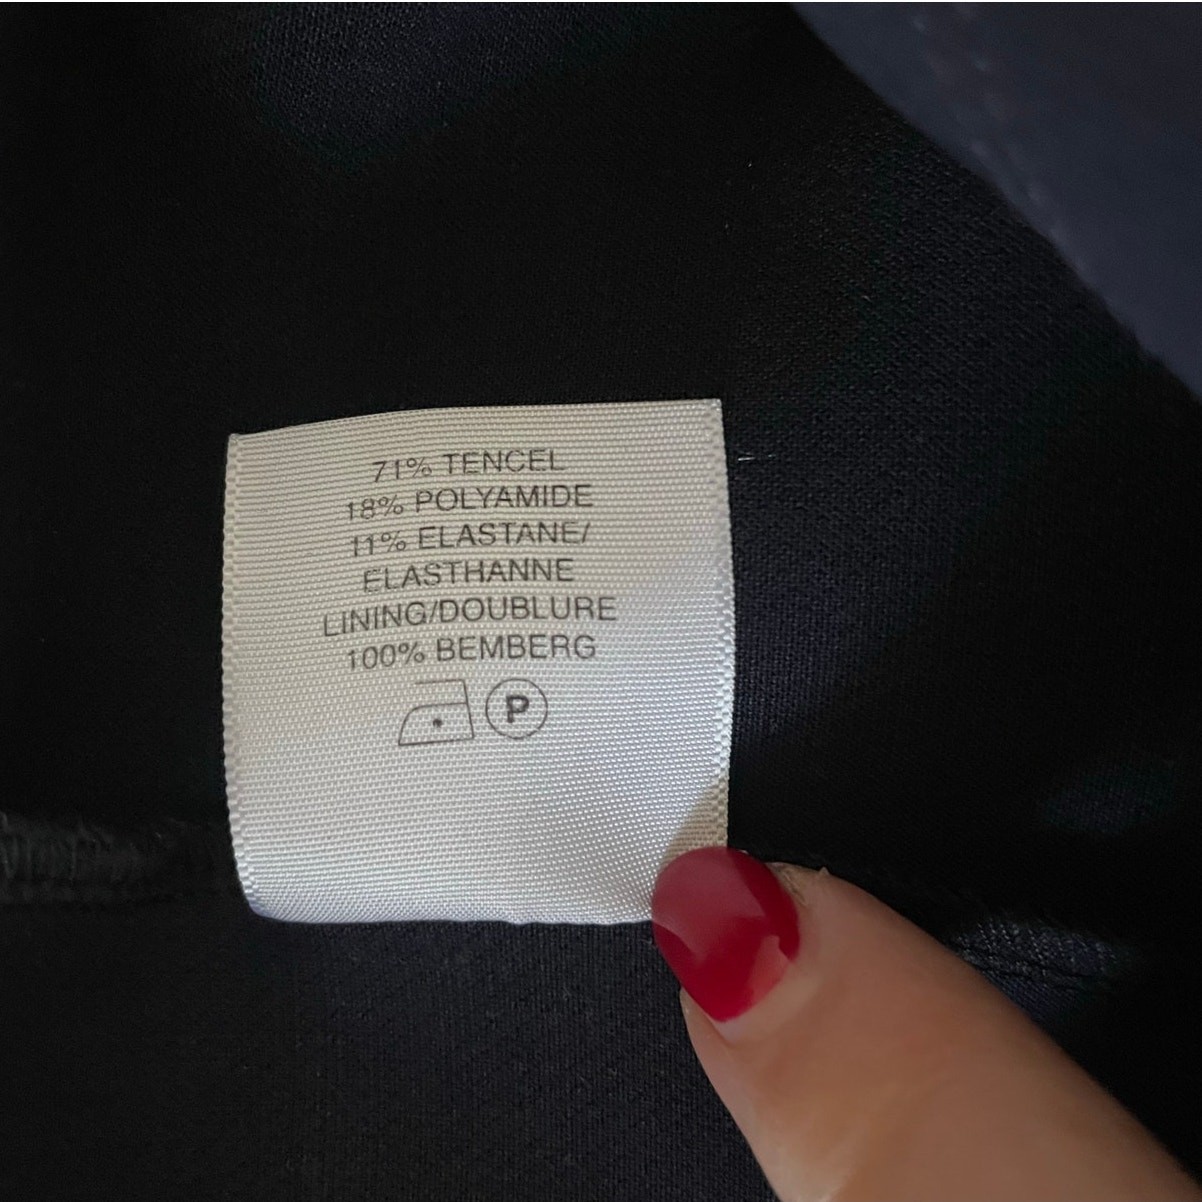 71% TENCEL
18% POLYAMIDE
11% ELASTANE/
ELASTHANNE
LINING/DOUBLURE
100% BEMBERG
P